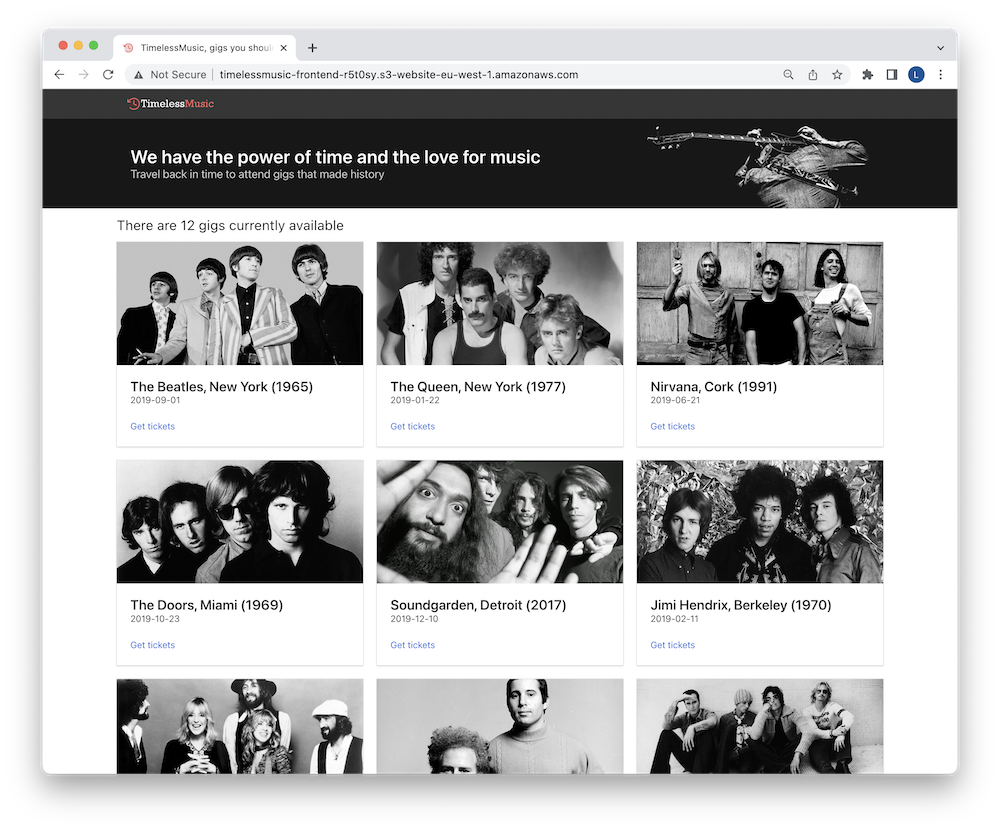 TimelessMusic, gigs you shoul
Not Secure
timelessmusic-frontend-r5t0sy.s3-website-eu-west-1.amazonaws.com
L
TimelessMusic
We have the power of time and the love for music
Travel back in time to attend gigs that made history
There are 12 gigs currently available
The Beatles, New York (1965)
2019-09-01
Get tickets
The Queen, New York (1977)
2019-01-22
Get tickets
Nirvana, Cork (1991)
2019-06-21
Get tickets
The Doors, Miami (1969)
2019-10-23
Get tickets
Soundgarden, Detroit (2017)
2019-12-10
Get tickets
Jimi Hendrix, Berkeley (1970)
2019-02-11
Get tickets